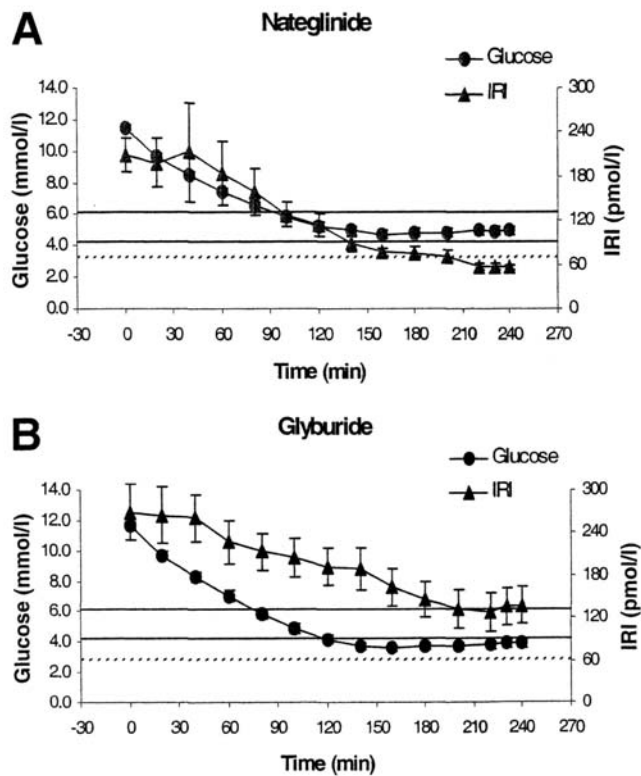 A
Nateglinide
Glucose
IRI
14.0
12.0
10.0
8.0
6.0
4.0
2.0
0.0
Glucose (mmol/l)
300
240
180
120
60
0
IRI (pmol/l)
-30 0 30 60 90 120 150 180 210 240 270
Time (min)
B
Glyburide
Glucose
IRI
14.0
12.0
10.0
8.0
6.0
4.0
2.0
0.0
Glucose (mmol/l)
300
240
180
120
60
0
IRI (pmol/l)
-30 0 30 60 90 120 150 180 210 240 270
Time (min)